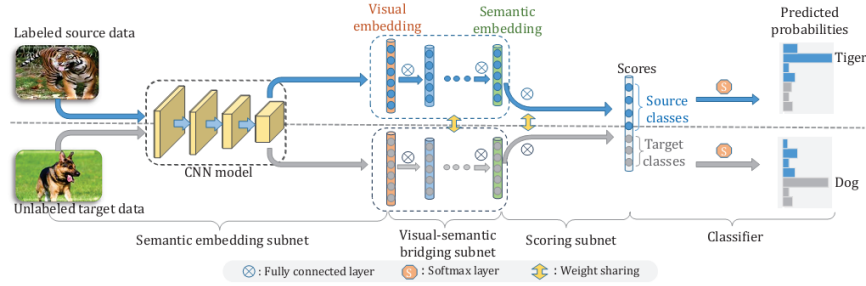 Labeled source data
Visual
embedding
Semantic
embedding
Predicted
probabilities
Tiger
Scores
S
Source
classes
CNN model
Target
classes
S
Dog
Unlabeled target data
Semantic embedding subnet
Visual-semantic
bridging subnet
Scoring subnet
Classifier
: Fully connected layer
S : Softmax layer
: Weight sharing